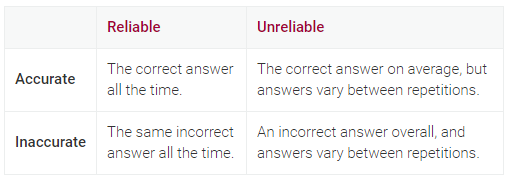 Reliable Unreliable
Accurate
The correct answer
all the time.
The correct answer on average, but
answers vary between repetitions.
Inaccurate
The same incorrect
answer all the time.
An incorrect answer overall, and
answers vary between repetitions.